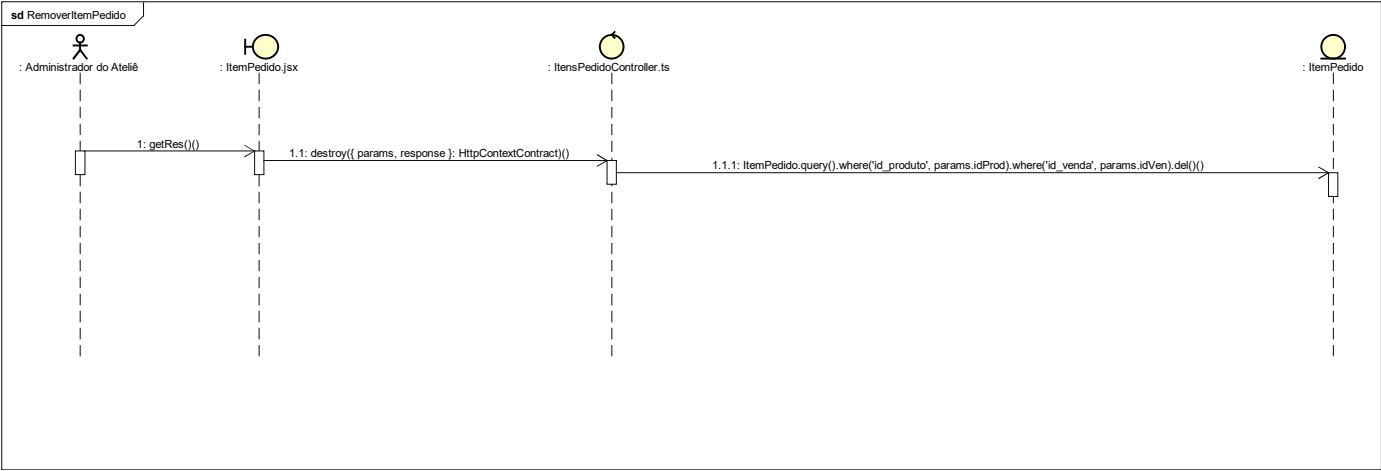 sd RemoverItemPedido
: Administrador do Ateliê
: ItemPedido.jsx
: ItensPedidoController.ts
: ItemPedido
1: getRes()()
1.1: destroy({ params, response }: HttpContextContract)()
1.1.1: ItemPedido.query().where('id_produto', params.idProd).where('id_venda', params.idVen).del()()